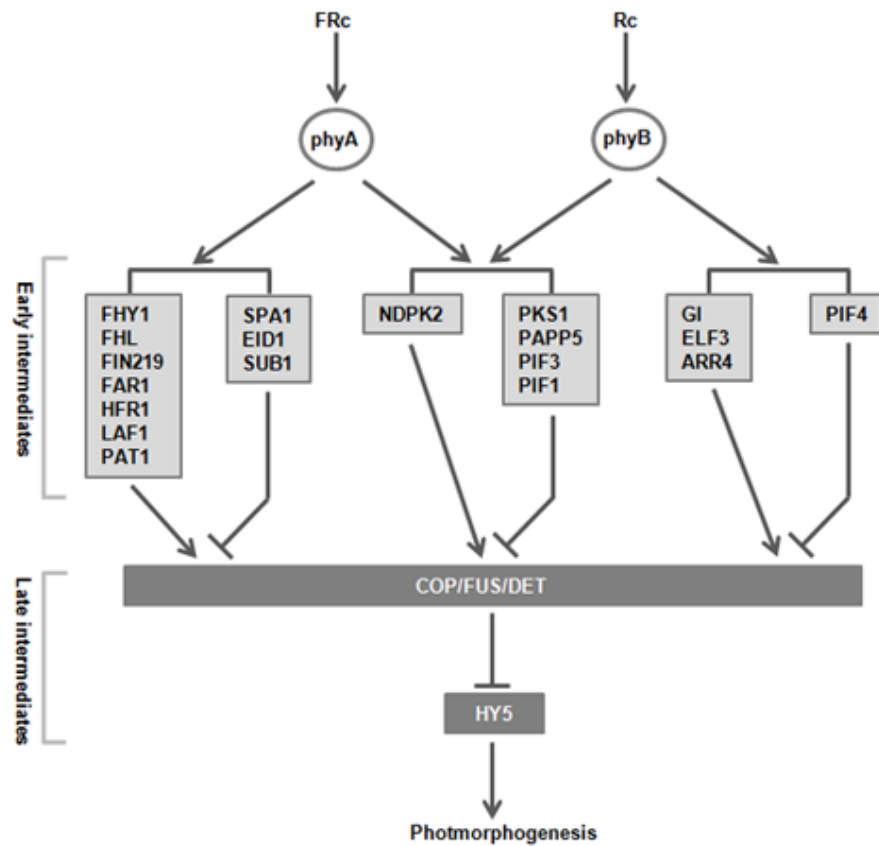 FRc
Rc
phyA
phyB
Early intermediates
FHY1
FHL
FIN219
FAR1
HFR1
LAF1
PAT1
SPA1
EID1
SUB1
NDPK2
PKS1
PAPP5
PIF3
PIF1
GI
ELF3
ARR4
PIF4
Late intermediates
COP/FUS/DET
HY5
Photmorphogenesis